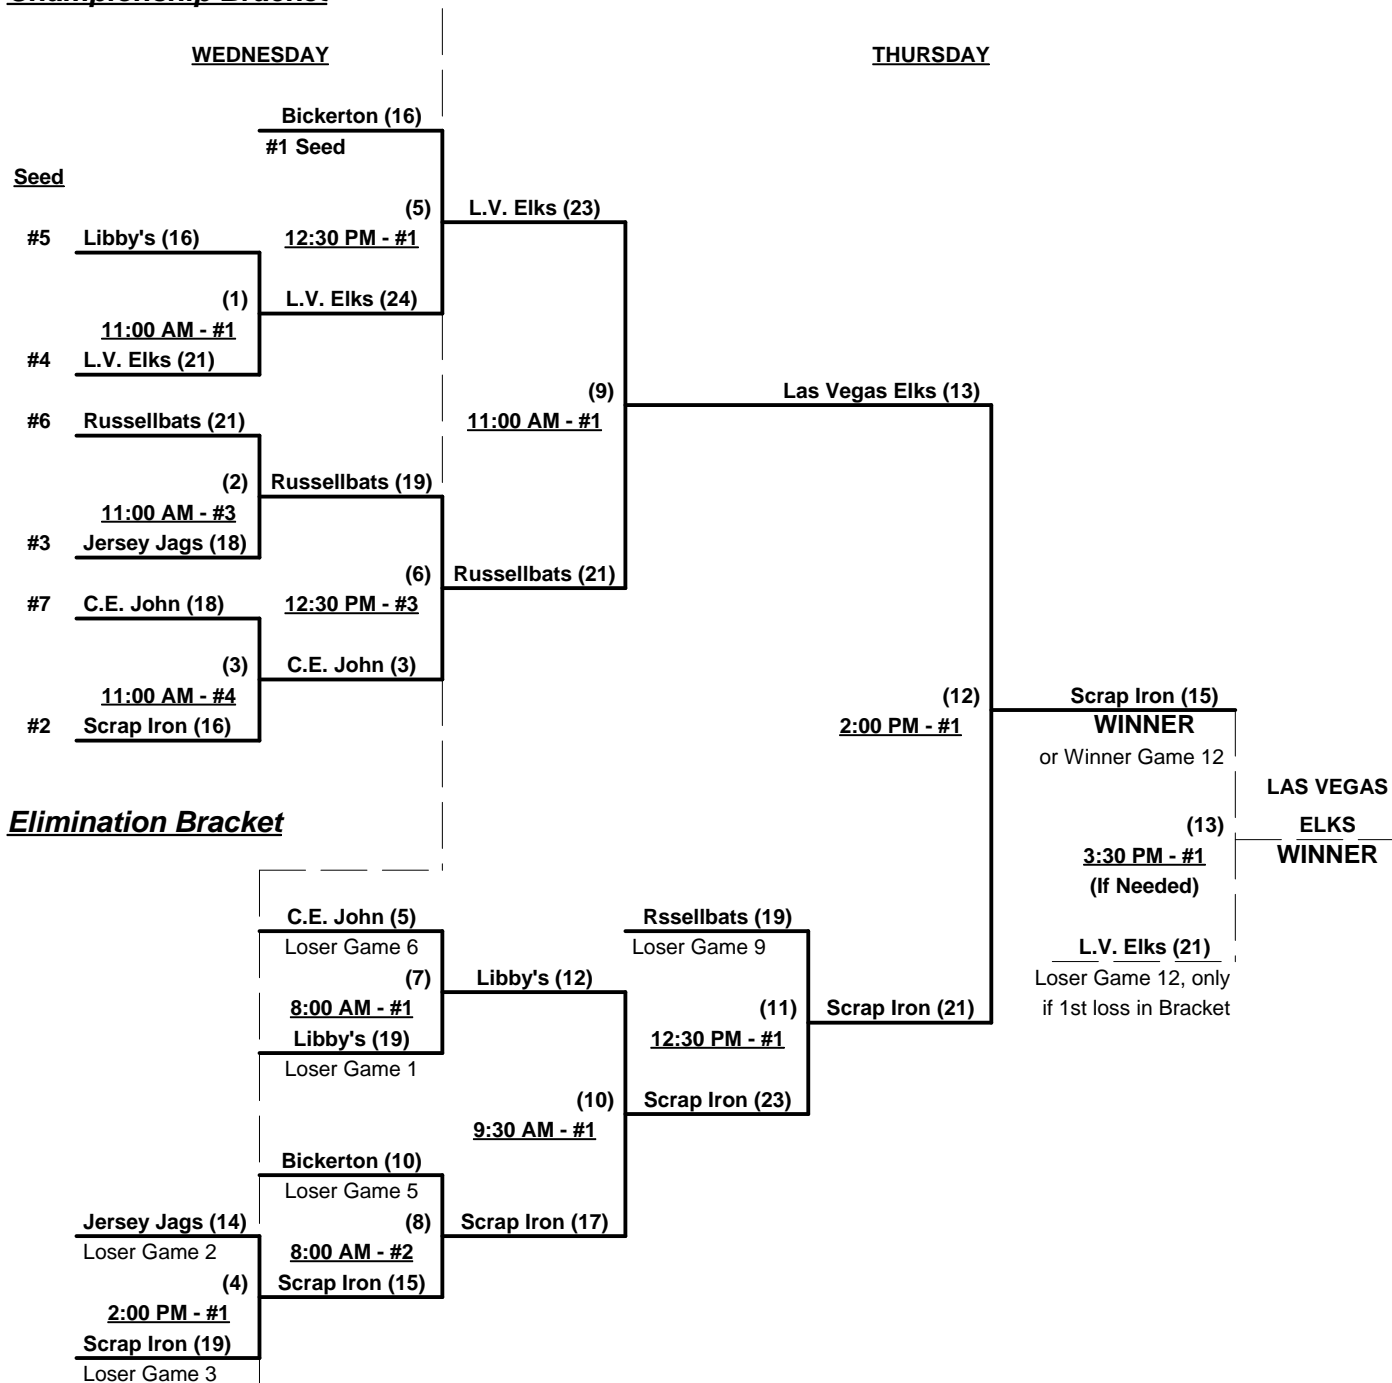 Championship Bracket
WEDNESDAY
THURSDAY
Bickerton (16)
#1 Seed
Seed
(5)
L.V. Elks (23)
#5
Libby's (16)
12:30 PM - #1
(1)
L.V. Elks (24)
11:00 AM - #1
#4
L.V. Elks (21)
(9)
Las Vegas Elks (13)
#6
Russellbats (21)
11:00 AM - #1
(2)
Russellbats (19)
11:00 AM - #3
#3
Jersey Jags (18)
(6)
Russellbats (21)
#7
C.E. John (18)
12:30 PM - #3
(3)
C.E. John (3)
11:00 AM - #4
(12)
Scrap Iron (15)
#2
Scrap Iron (16)
2:00 PM - #1
WINNER
or Winner Game 12
LAS VEGAS
Elimination Bracket
(13)
ELKS
3:30 PM - #1
WINNER
(If Needed)
C.E. John (5)
Rssellbats (19)
Loser Game 6
Loser Game 9
L.V. Elks (21)
(7)
Libby's (12)
Loser Game 12, only
8:00 AM - #1
(11)
Scrap Iron (21)
if 1st loss in Bracket
Libby's (19)
12:30 PM - #1
Loser Game 1
(10)
Scrap Iron (23)
9:30 AM - #1
Bickerton (10)
Loser Game 5
Jersey Jags (14)
(8)
Scrap Iron (17)
Loser Game 2
8:00 AM - #2
(4)
Scrap Iron (15)
2:00 PM - #1
Scrap Iron (19)
Loser Game 3